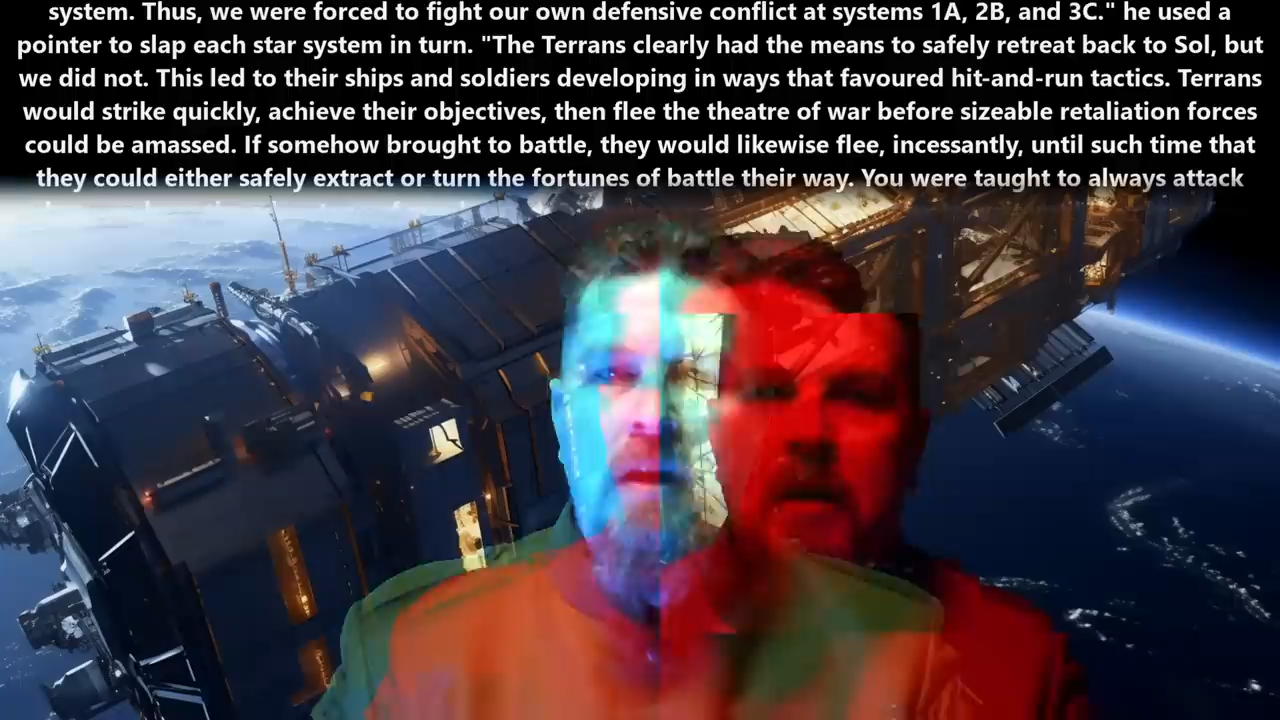 system. Thus, we were forced to fight our own defensive conflict at systems 1A, 2B, and 3C." he used a
pointer to slap each star system in turn. "The Terrans clearly had the means to safely retreat back to Sol, but
we did not. This led to their ships and soldiers developing in ways that favoured hit-and-run tactics. Terrans
would strike quickly, achieve their objectives, then flee the theatre of war before sizeable retaliation forces
could be amassed. If somehow brought to battle, they would likewise flee, incessantly, until such time that
they could either safely extract or turn the fortunes of battle their way. You were taught to always attack